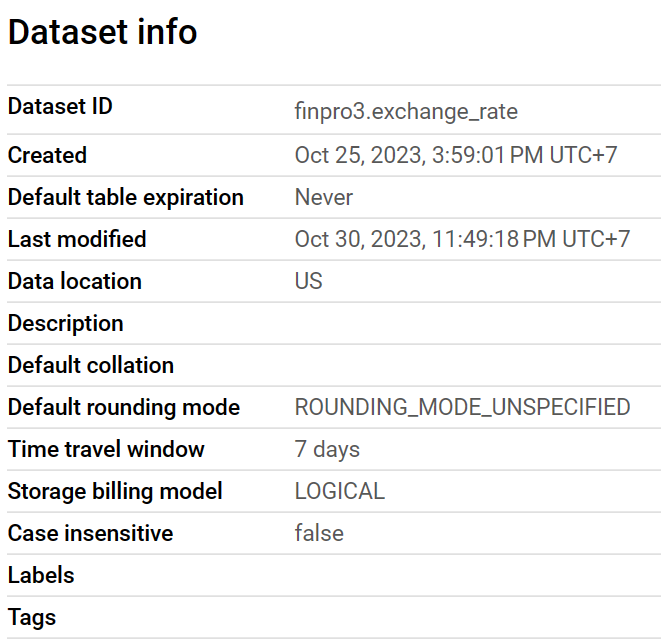 Dataset info
Dataset ID finpro3.exchange_rate
Created Oct 25, 2023, 3:59:01 PM UTC+7
Default table expiration Never
Last modified Oct 30, 2023, 11:49:18 PM UTC+7
Data location US
Description
Default collation
Default rounding mode ROUNDING_MODE_UNSPECIFIED
Time travel window 7 days
Storage billing model LOGICAL
Case insensitive false
Labels
Tags